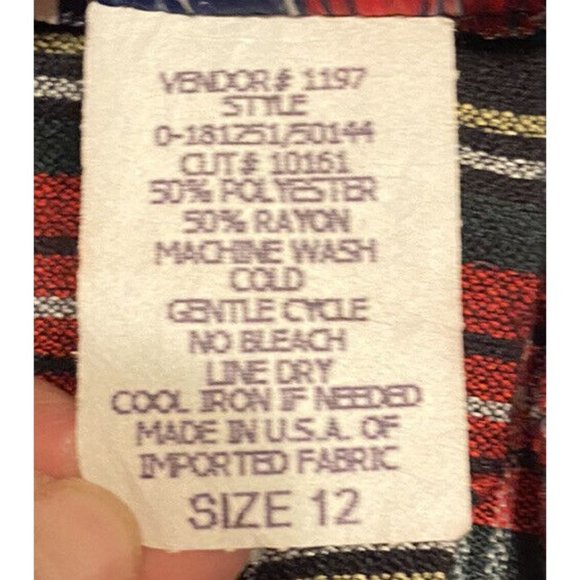 VENDOR# 1197
STYLE
0-181251/50144
CUT# 10161
50% POLYESTER
50% RAYON
MACHINE WASH
COLD
GENTLE CYCLE
NO BLEACH
LINE DRY
COOL IRON IF NEEDED
MADE IN U.S.A. OF
IMPORTED FABRIC
SIZE 12